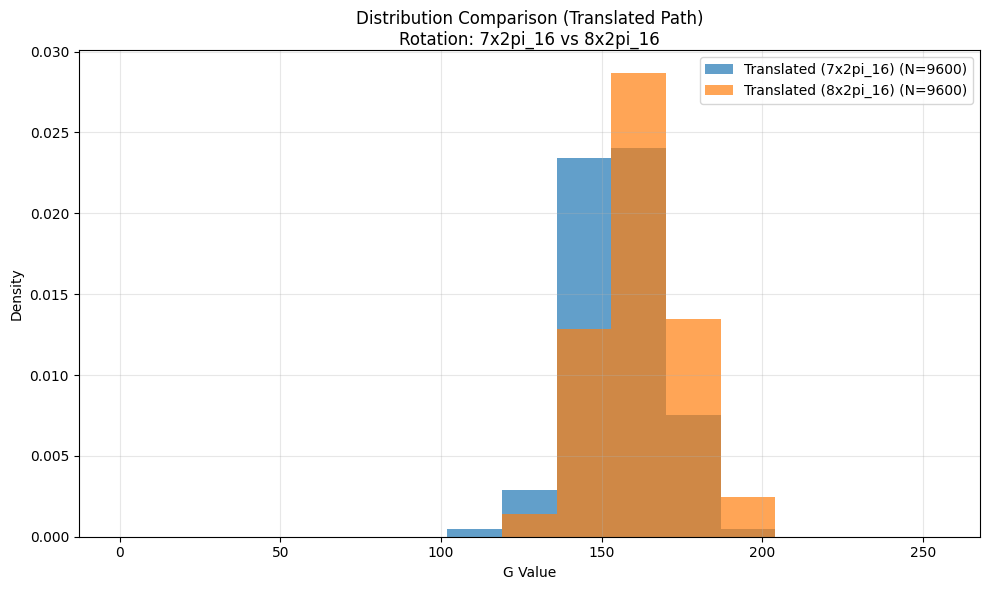 Distribution Comparison (Translated Path)
Rotation: 7x2pi_16 vs 8x2pi_16
Translated (7x2pi_16) (N=9600)
Translated (8x2pi_16) (N=9600)
Density
0.030
0.025
0.020
0.015
0.010
0.005
0.000
0 50 100 150 200 250
G Value